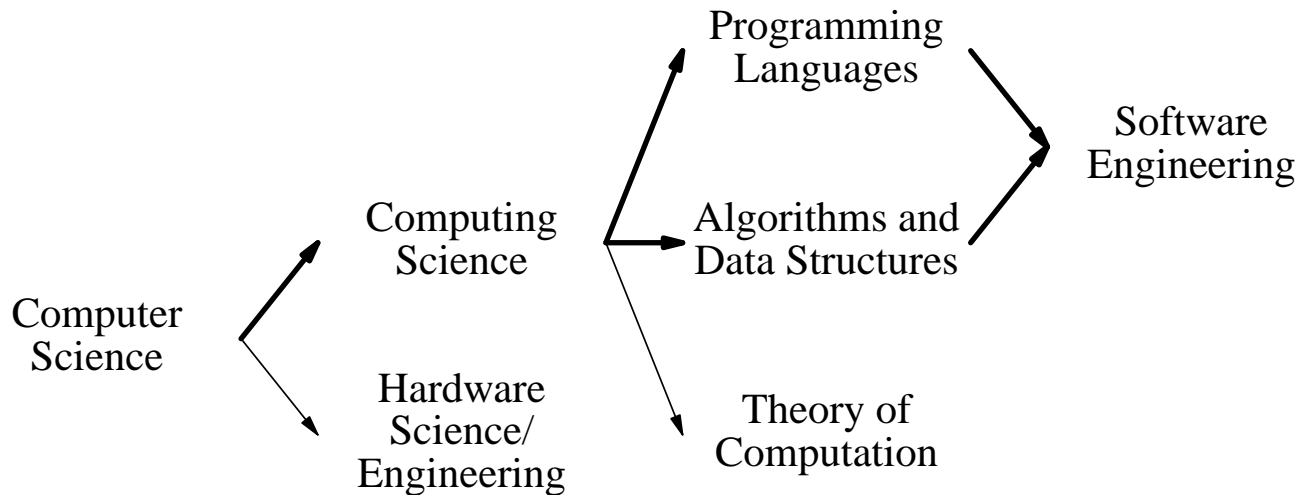 Programming
Languages
Software
Engineering
Computing
Science
Algorithms and
Data Structures
Computer
Science
Hardware
Science/
Engineering
Theory of
Computation